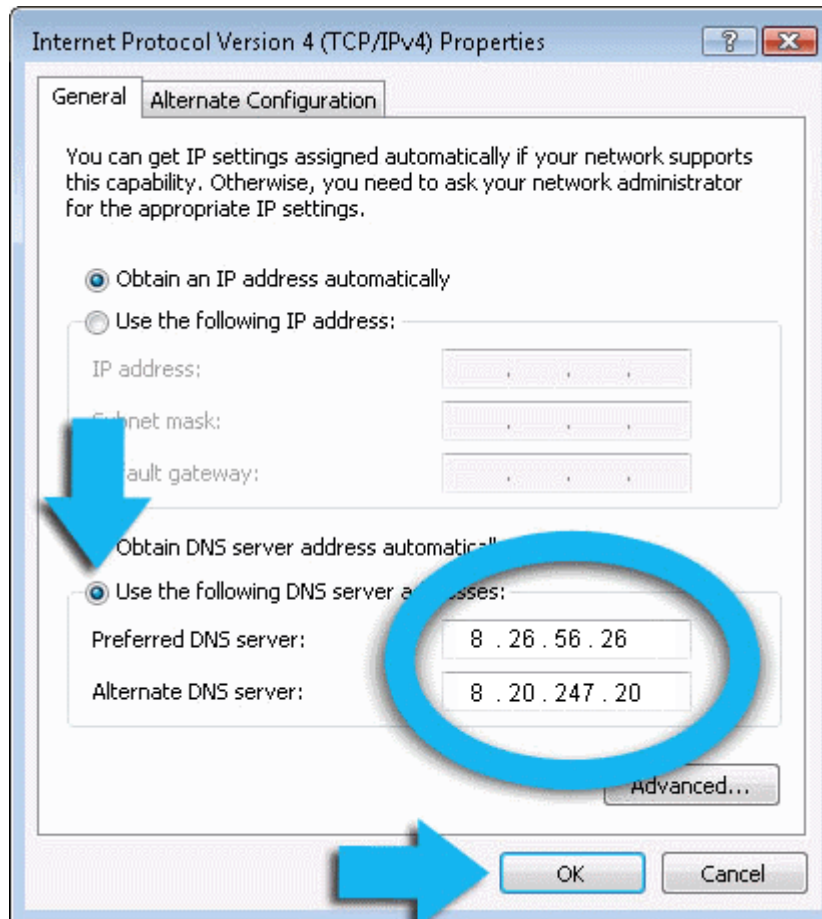 Internet Protocol Version 4 (TCP/IPv4) Properties
General
Alternate Configuration
You can get IP settings assigned automatically if your network supports
this capability. Otherwise, you need to ask your network administrator
for the appropriate IP settings.
Obtain an IP address automatically
Use the following IP address:
IP address:
mask:
gateway:
Obtain DNS server address
Use the following DNS server addresses:
Preferred DNS server:
8 . 26 . 56 . 26
Alternate DNS server:
8 . 20 . 247 . 20
Advanced...
OK
Cancel